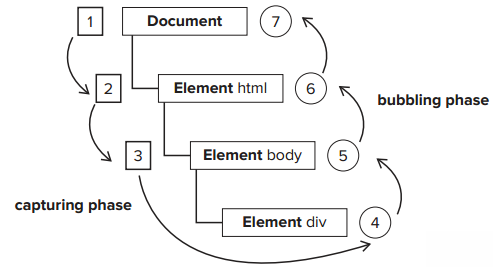 1 Document 7
2 Element html 6
bubbling phase
3 Element body 5
capturing phase
Element div 4